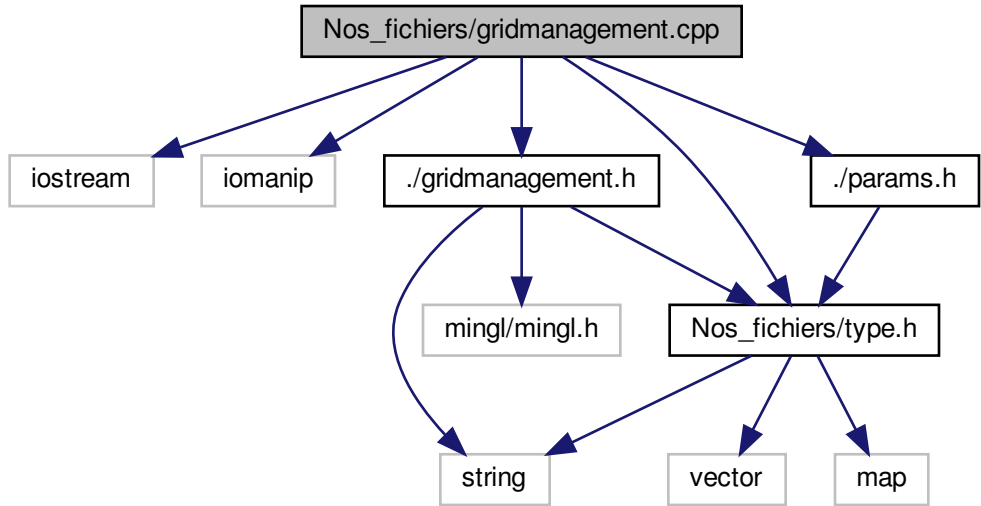 Nos_fichiers/gridmanagement.cpp
iostream
iomanip
./gridmanagement.h
./params.h
mingl/mingl.h
Nos_fichiers/type.h
string
vector
map